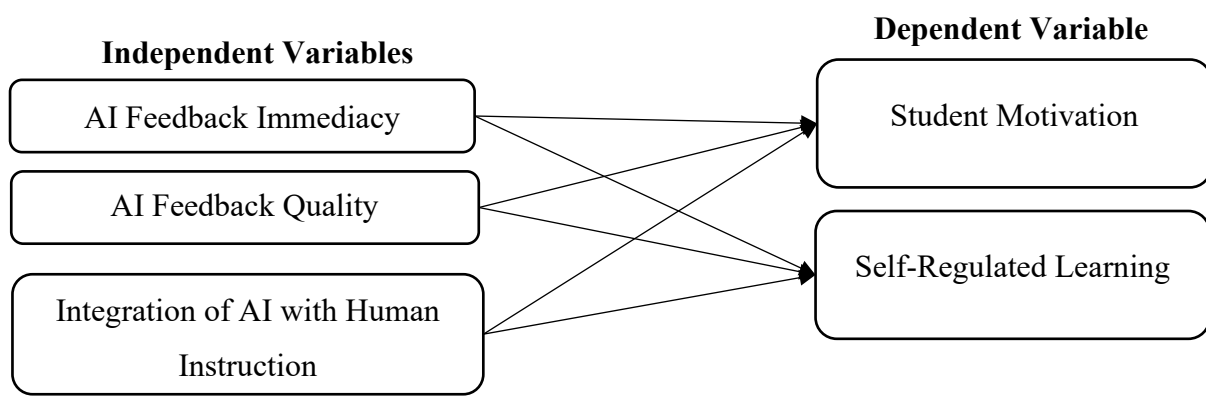 Independent Variables
AI Feedback Immediacy
AI Feedback Quality
Integration of AI with Human
Instruction
Dependent Variable
Student Motivation
Self-Regulated Learning